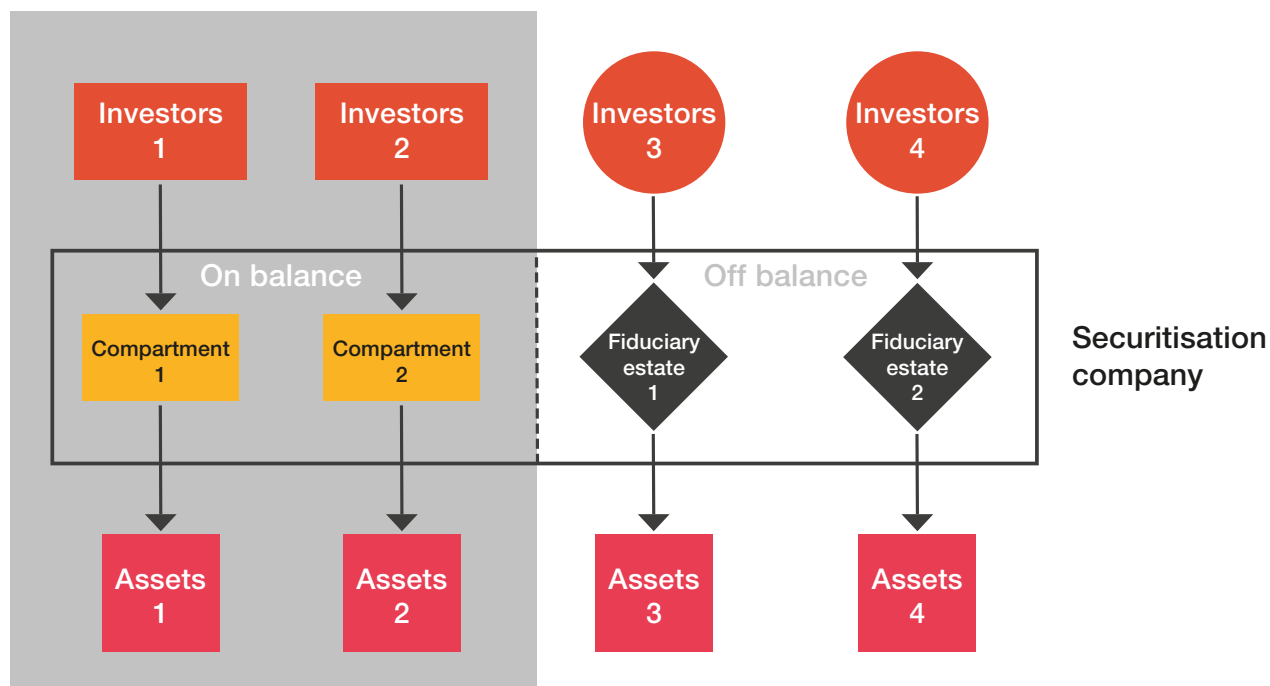 Investors
1
Investors
2
Investors
3
Investors
4
On balance
Off balance
Compartment
1
Compartment
2
Fiduciary
estate
1
Fiduciary
estate
2
Securitisation
company
Assets
1
Assets
2
Assets
3
Assets
4